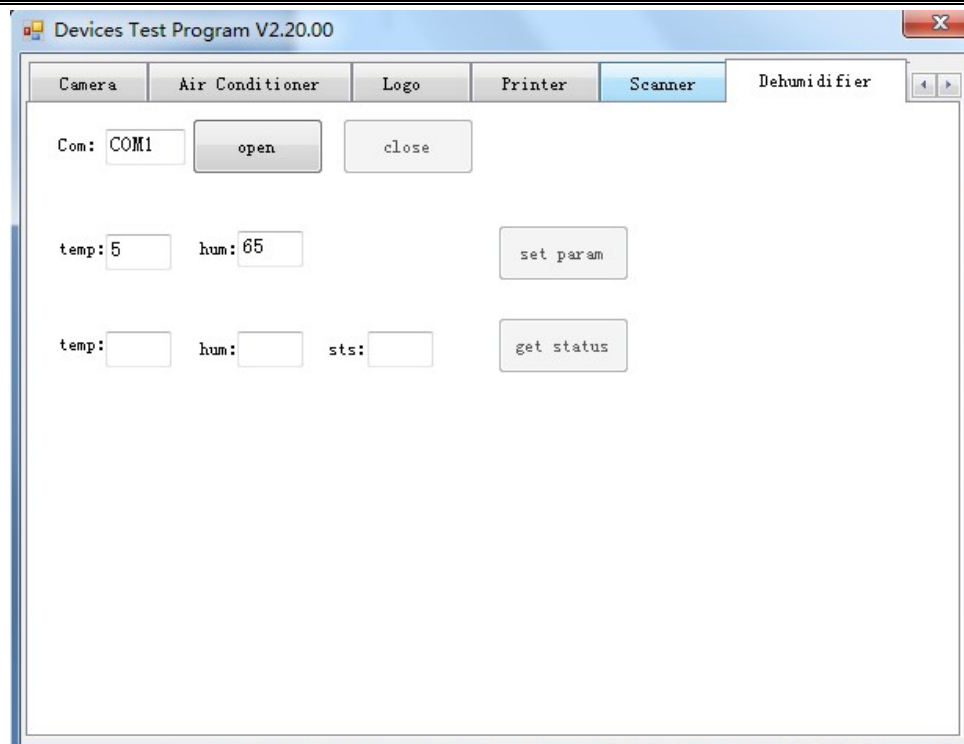 Devices Test Program V2.20.00
Camera Air Conditioner Logo Printer Scanner Dehumidifier
Com: COM1 open close
temp: 5 hum: 65 set param
temp: hum: sts: get status